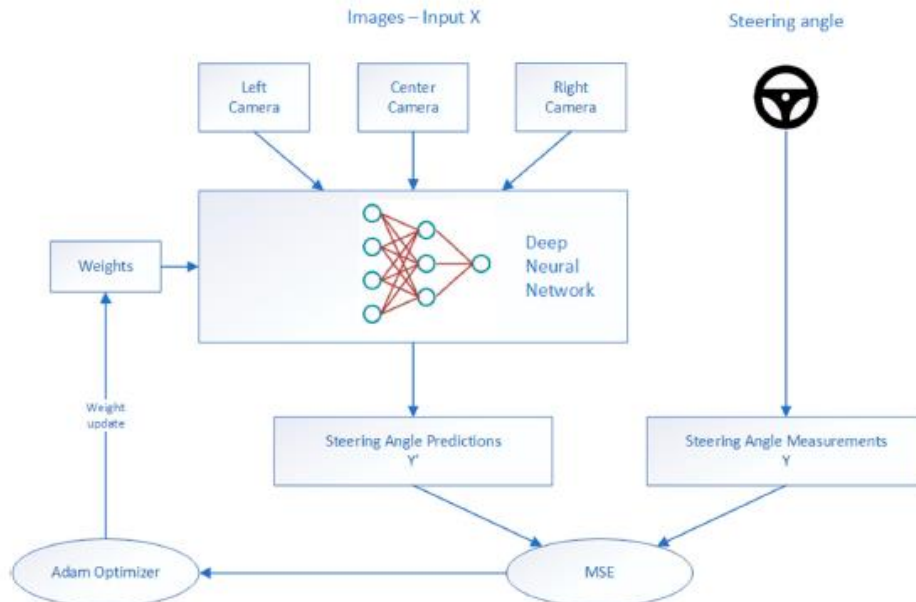 Images – Input X
Steering angle
Left
Camera
Center
Camera
Right
Camera
Deep
Neural
Network
Weights
Weight
update
Steering Angle Predictions
Y'
Steering Angle Measurements
Y
Adam Optimizer
MSE